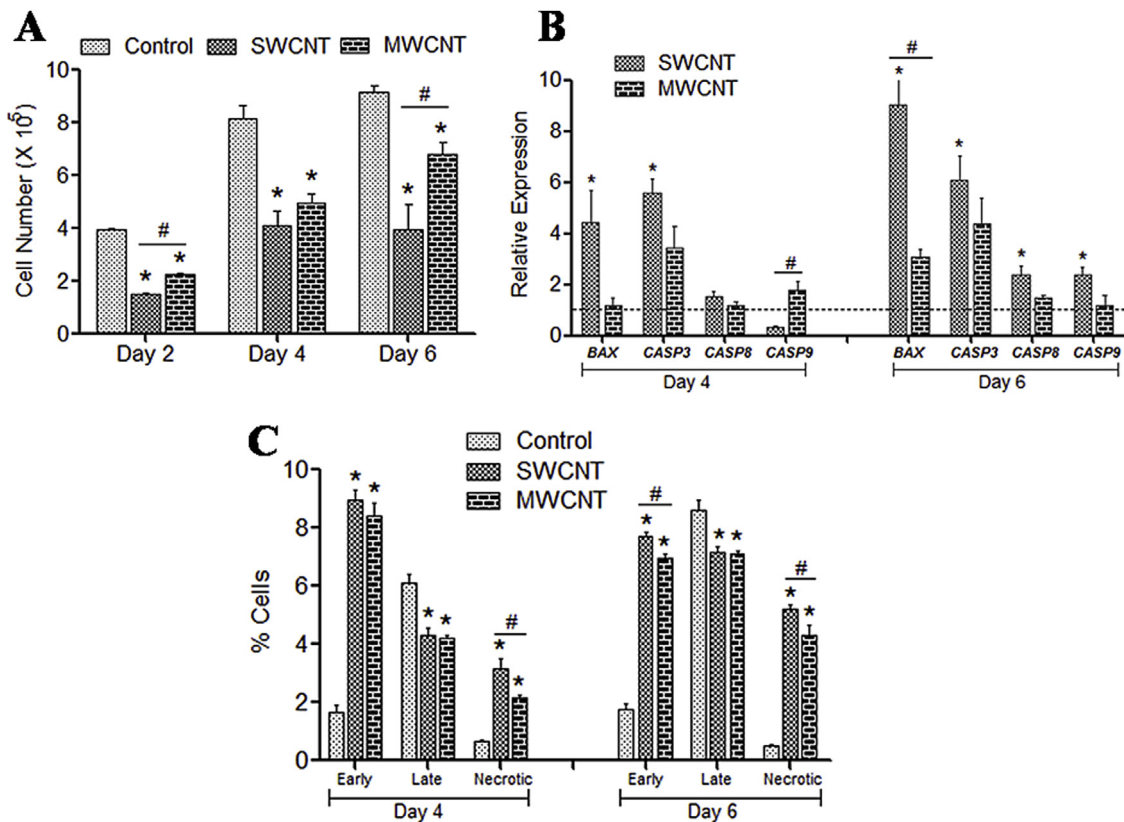 A
Control SWCNT MWCNT
Cell Number (X 10⁵)
10
8
6
4
2
0
*
*
#
*
*
*
*
#
Day 2 Day 4 Day 6
B
SWCNT
MWCNT
Relative Expression
10
8
6
4
2
0
*
*
#
*
#
*
*
*
BAX CASP3 CASP8 CASP9 BAX CASP3 CASP8 CASP9
Day 4 Day 6
C
Control
SWCNT
MWCNT
% Cells
10
8
6
4
2
0
*
*
*
*
*
*
#
*
*
#
*
*
*
*
#
Early Late Necrotic Early Late Necrotic
Day 4 Day 6